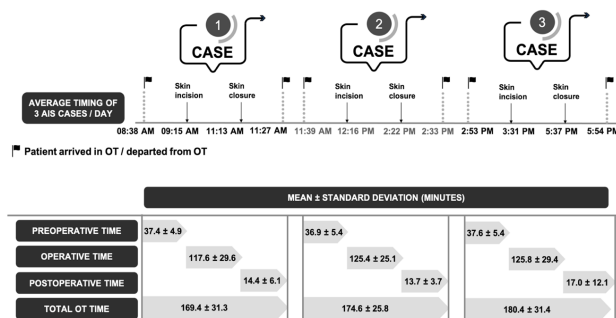 1
CASE
2
CASE
3
CASE
AVERAGE TIMING OF
3 AIS CASES / DAY
Skin
incision
Skin
closure
Skin
incision
Skin
closure
Skin
incision
Skin
closure
08:38 AM 09:15 AM 11:13 AM 11:27 AM 11:39 AM 12:16 PM 2:22 PM 2:33 PM 2:53 PM 3:31 PM 5:37 PM 5:54 PM
Patient arrived in OT / departed from OT
MEAN ± STANDARD DEVIATION (MINUTES)
PREOPERATIVE TIME 37.4 ± 4.9 36.9 ± 5.4 37.6 ± 5.4
OPERATIVE TIME 117.6 ± 29.6 125.4 ± 25.1 125.8 ± 29.4
POSTOPERATIVE TIME 14.4 ± 6.1 13.7 ± 3.7 17.0 ± 12.1
TOTAL OT TIME 169.4 ± 31.3 174.6 ± 25.8 180.4 ± 31.4